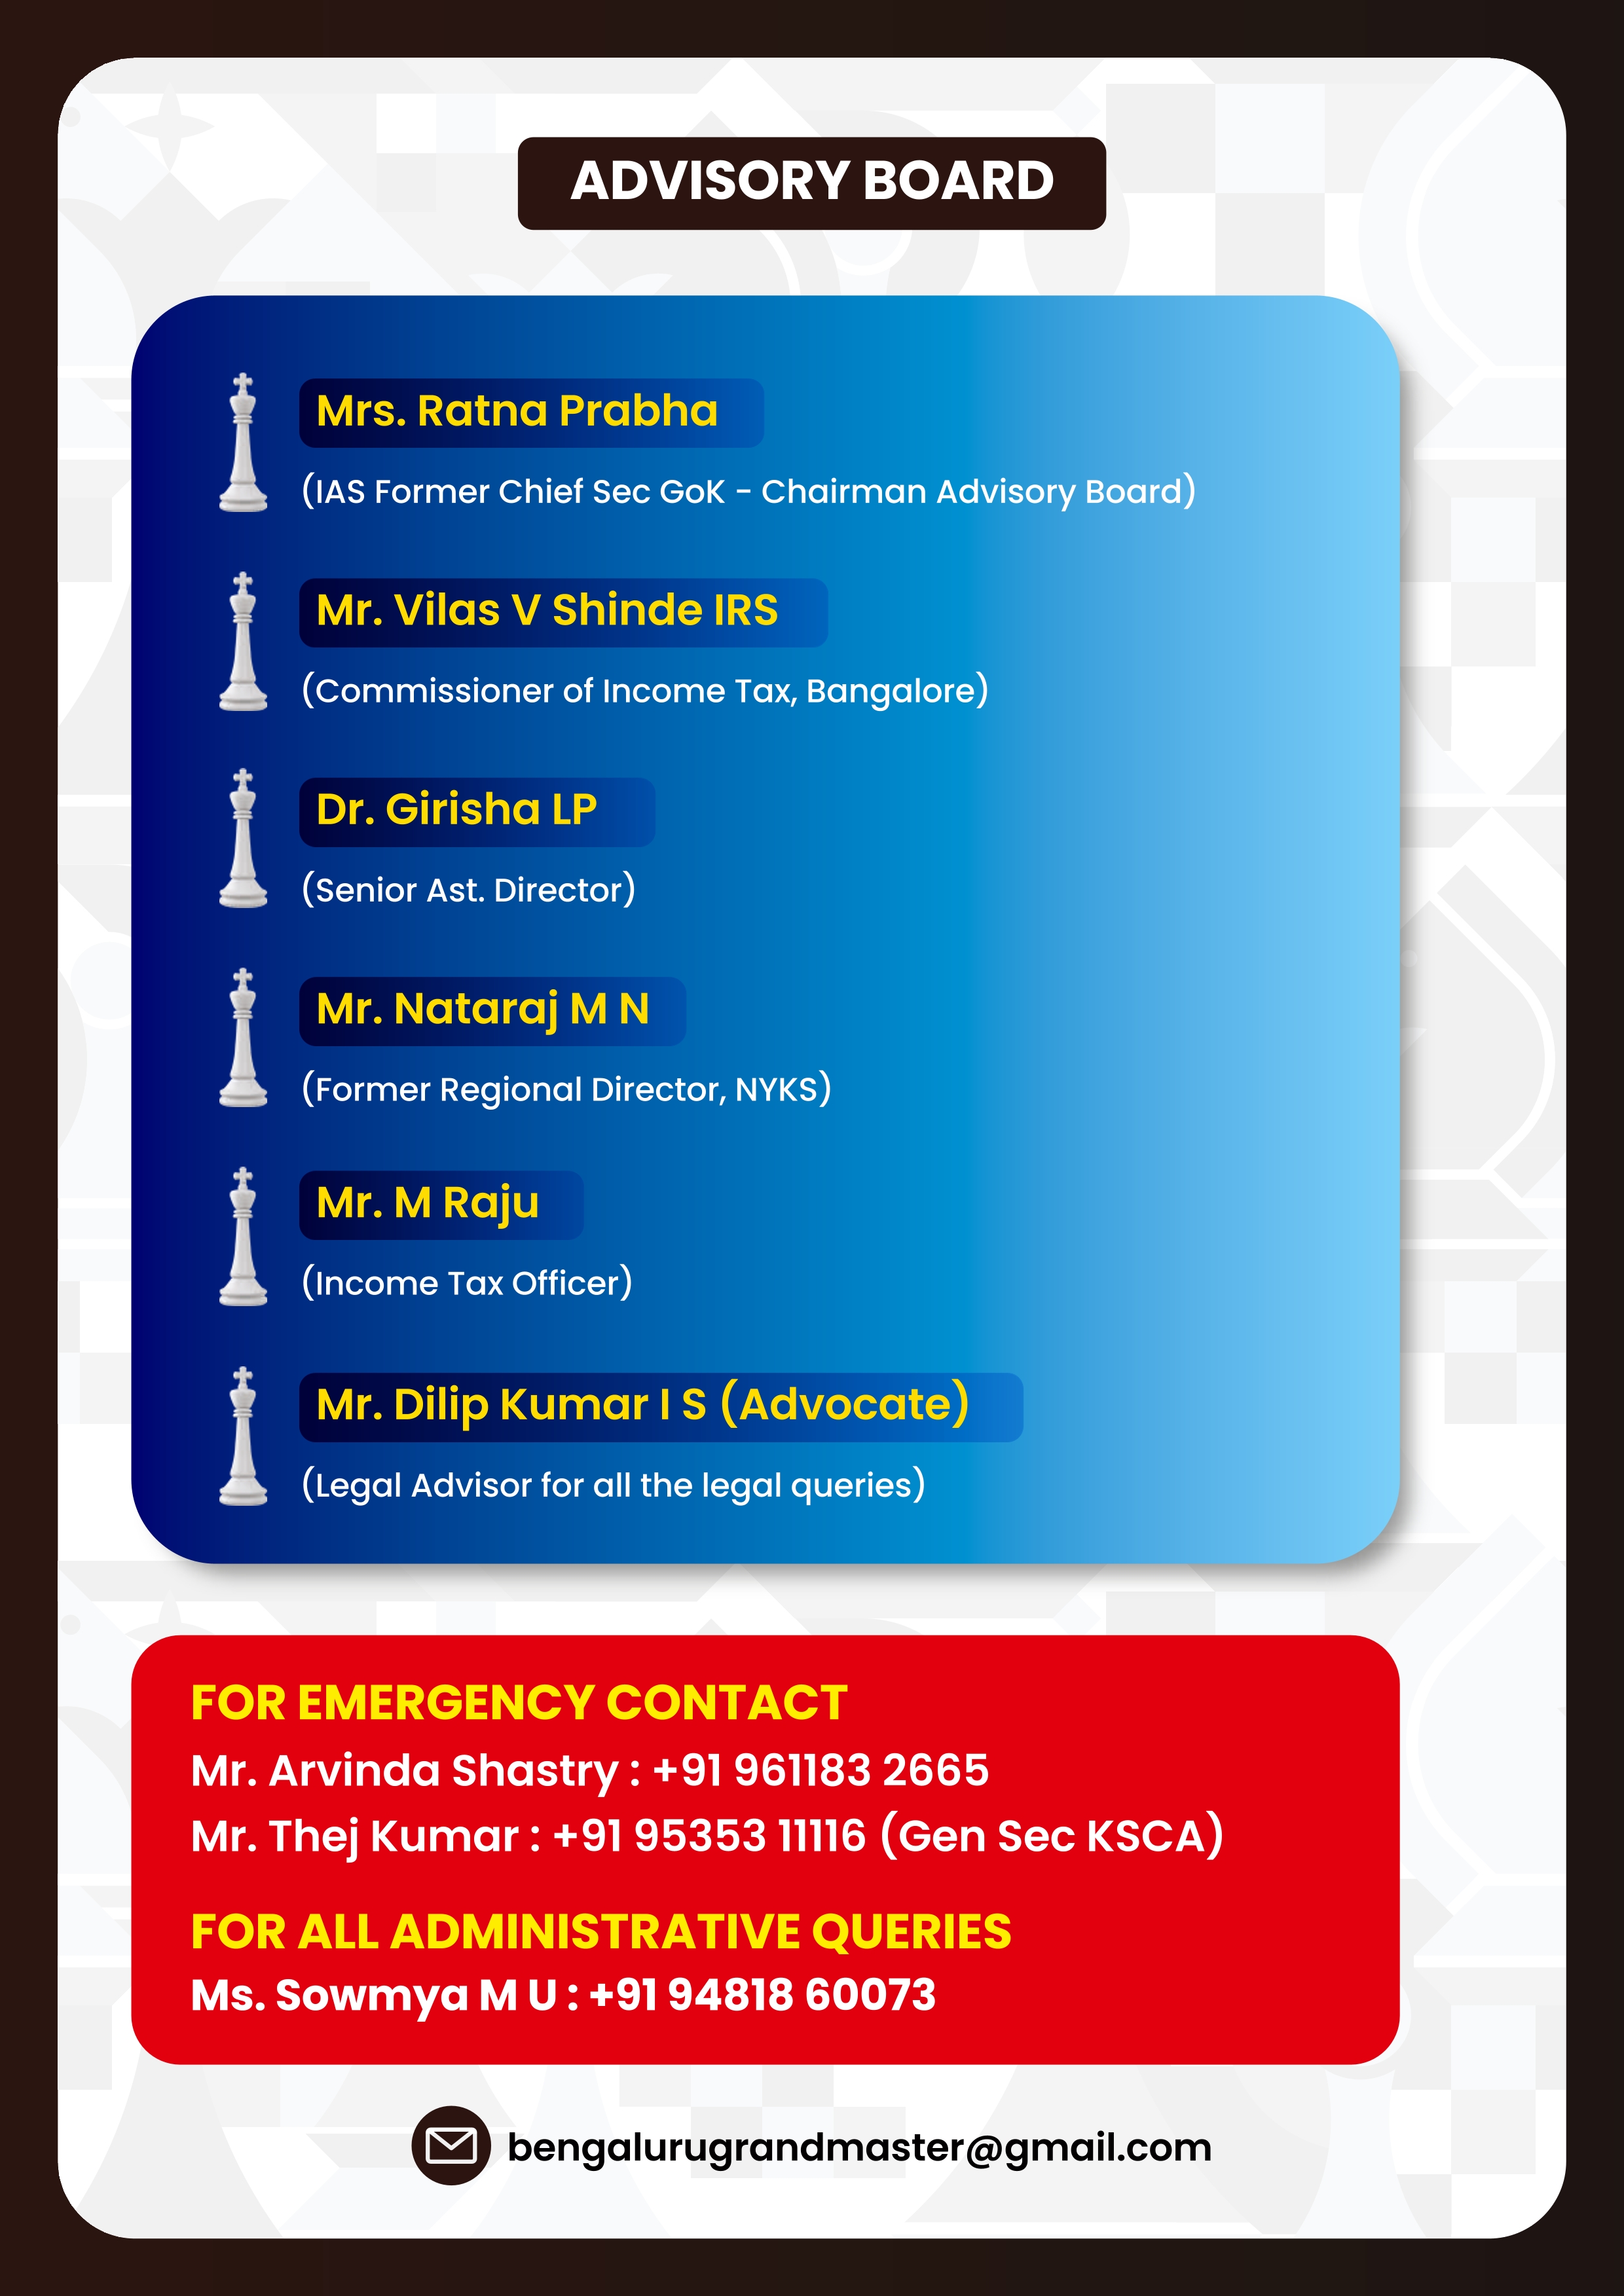 ADVISORY BOARD
Mrs. Ratna Prabha
(IAS Former Chief Sec GoK - Chairman Advisory Board)
Mr. Vilas V Shinde IRS
(Commissioner of Income Tax, Bangalore)
Dr. Girisha LP
(Senior Ast. Director)
Mr. Nataraj M N
(Former Regional Director, NYKS)
Mr. M Raju
(Income Tax Officer)
Mr. Dilip Kumar I S (Advocate)
(Legal Advisor for all the legal queries)
FOR EMERGENCY CONTACT
Mr. Arvinda Shastry : +91 961183 2665
Mr. Thej Kumar : +91 95353 11116 (Gen Sec KSCA)
FOR ALL ADMINISTRATIVE QUERIES
Ms. Sowmya M U : +91 94818 60073
bengalurugrandmaster@gmail.com